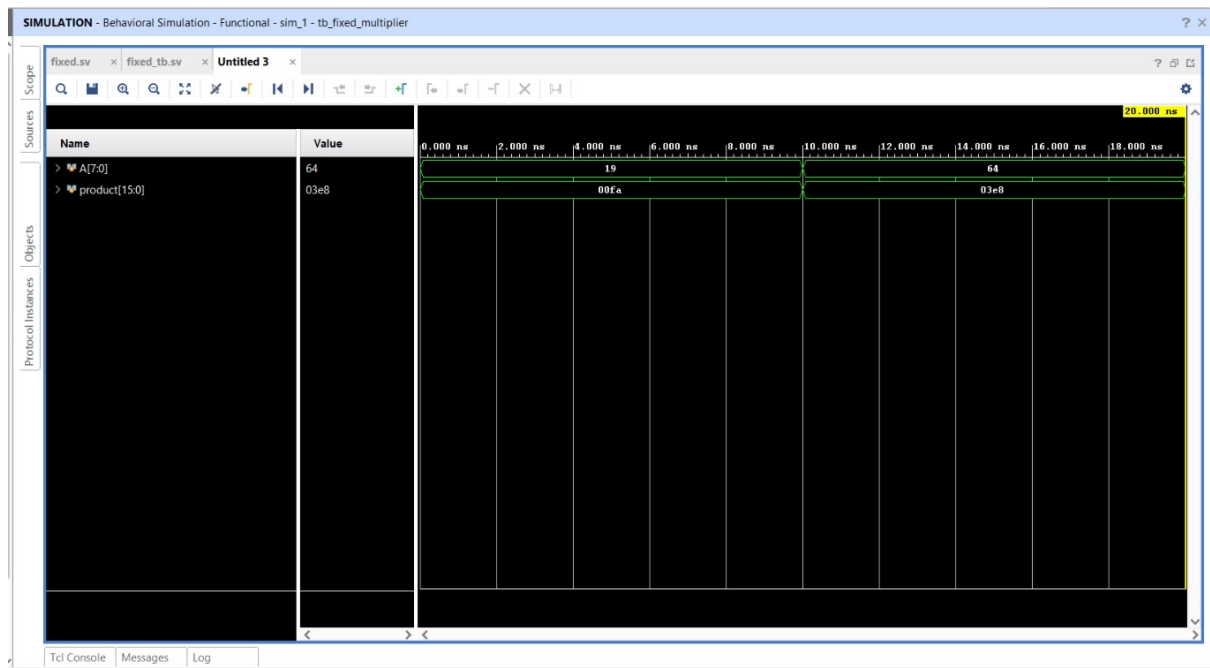 SIMULATION - Behavioral Simulation - Functional - sim_1 - tb_fixed_multiplier ? ×
fixed.sv × fixed_tb.sv × Untitled 3 × ?
20.000 ns
Name Value 0.000 ns 2.000 ns 4.000 ns 6.000 ns 8.000 ns 10.000 ns 12.000 ns 14.000 ns 16.000 ns 18.000 ns
A[7:0] 64 19 64
product[15:0] 03e8 00fa 03e8
Scope
Sources
Objects
Protocol Instances
Tcl Console Messages Log